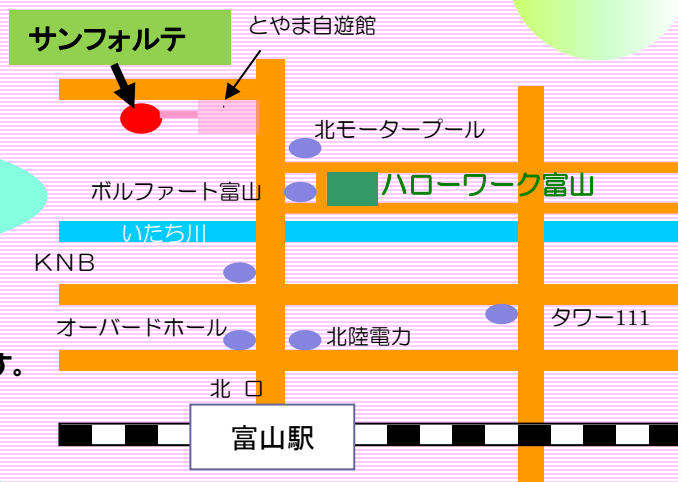 とやま自遊館
サンフォルテ
北モータープール
ボルファート富山
ハローワーク富山
いたち川
KNB
タワー111
オーバードホール
北陸電力
す。
北 口
富山駅